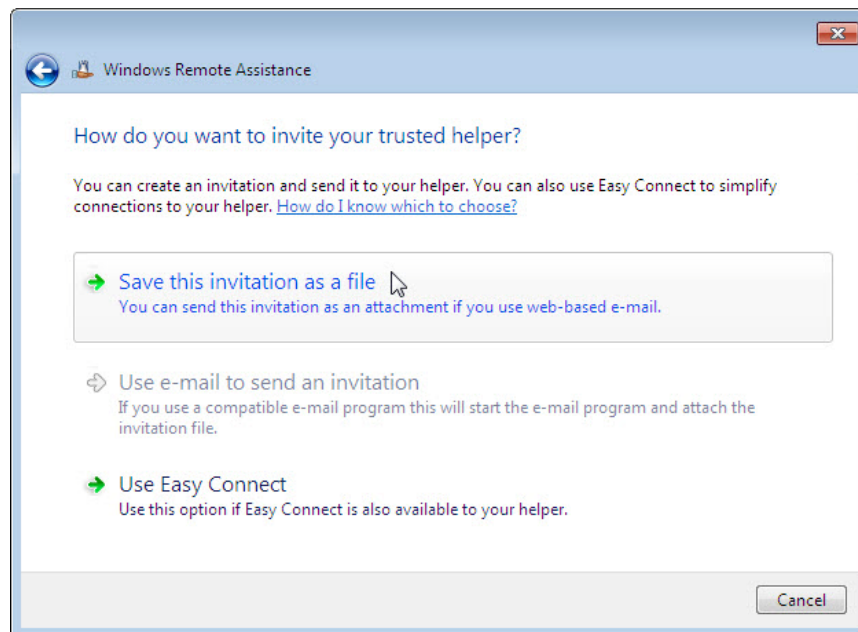 Windows Remote Assistance
How do you want to invite your trusted helper?
You can create an invitation and send it to your helper. You can also use Easy Connect to simplify
connections to your helper. How do I know which to choose?
Save this invitation as a file
You can send this invitation as an attachment if you use web-based e-mail.
Use e-mail to send an invitation
If you use a compatible e-mail program this will start the e-mail program and attach the
invitation file.
Use Easy Connect
Use this option if Easy Connect is also available to your helper.
Cancel